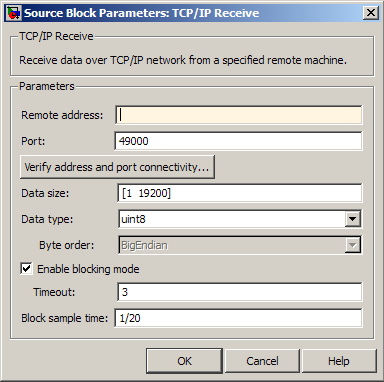 Source Block Parameters: TCP/IP Receive
TCP/IP Receive
Receive data over TCP/IP network from a specified remote machine.
Parameters
Remote address:
Port: 49000
Verify address and port connectivity...
Data size: [1 19200]
Data type: uint8
Byte order: BigEndian
Enable blocking mode
Timeout: 3
Block sample time: 1/20
OK Cancel Help